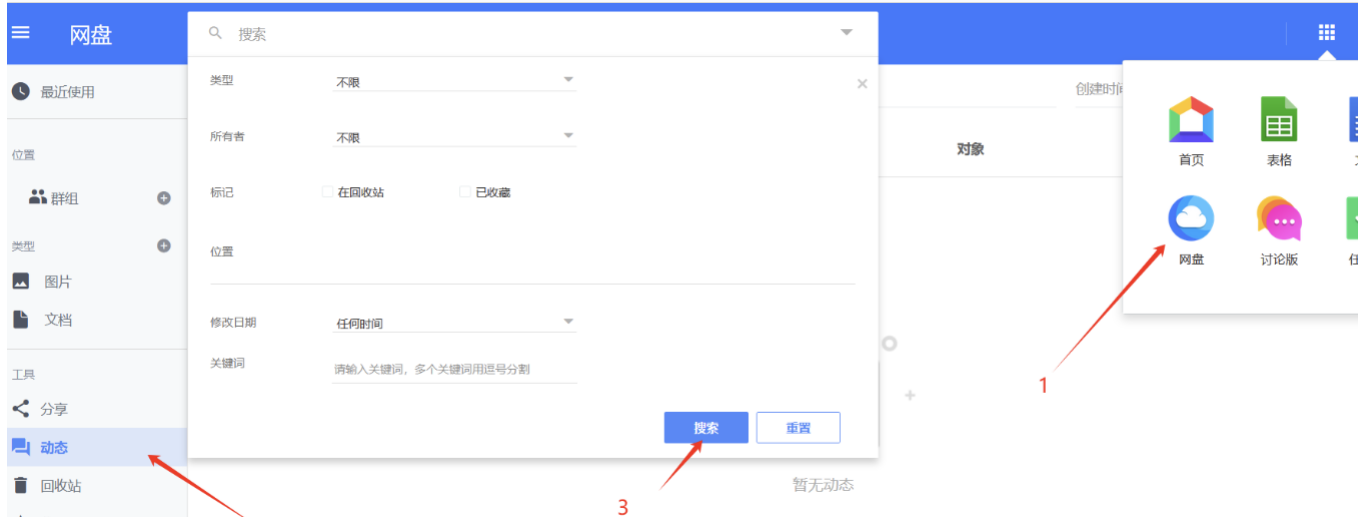 网盘
搜索
最近使用
位置
群组
类型
图片
文档
工具
分享
动态
回收站
类型
不限
所有者
不限
标记
在回收站
已收藏
位置
修改日期
任何时间
关键词
请输入关键词，多个关键词用逗号分割
搜索
重置
3
创建时间
对象
暂无动态
首页
表格
网盘
讨论版
1